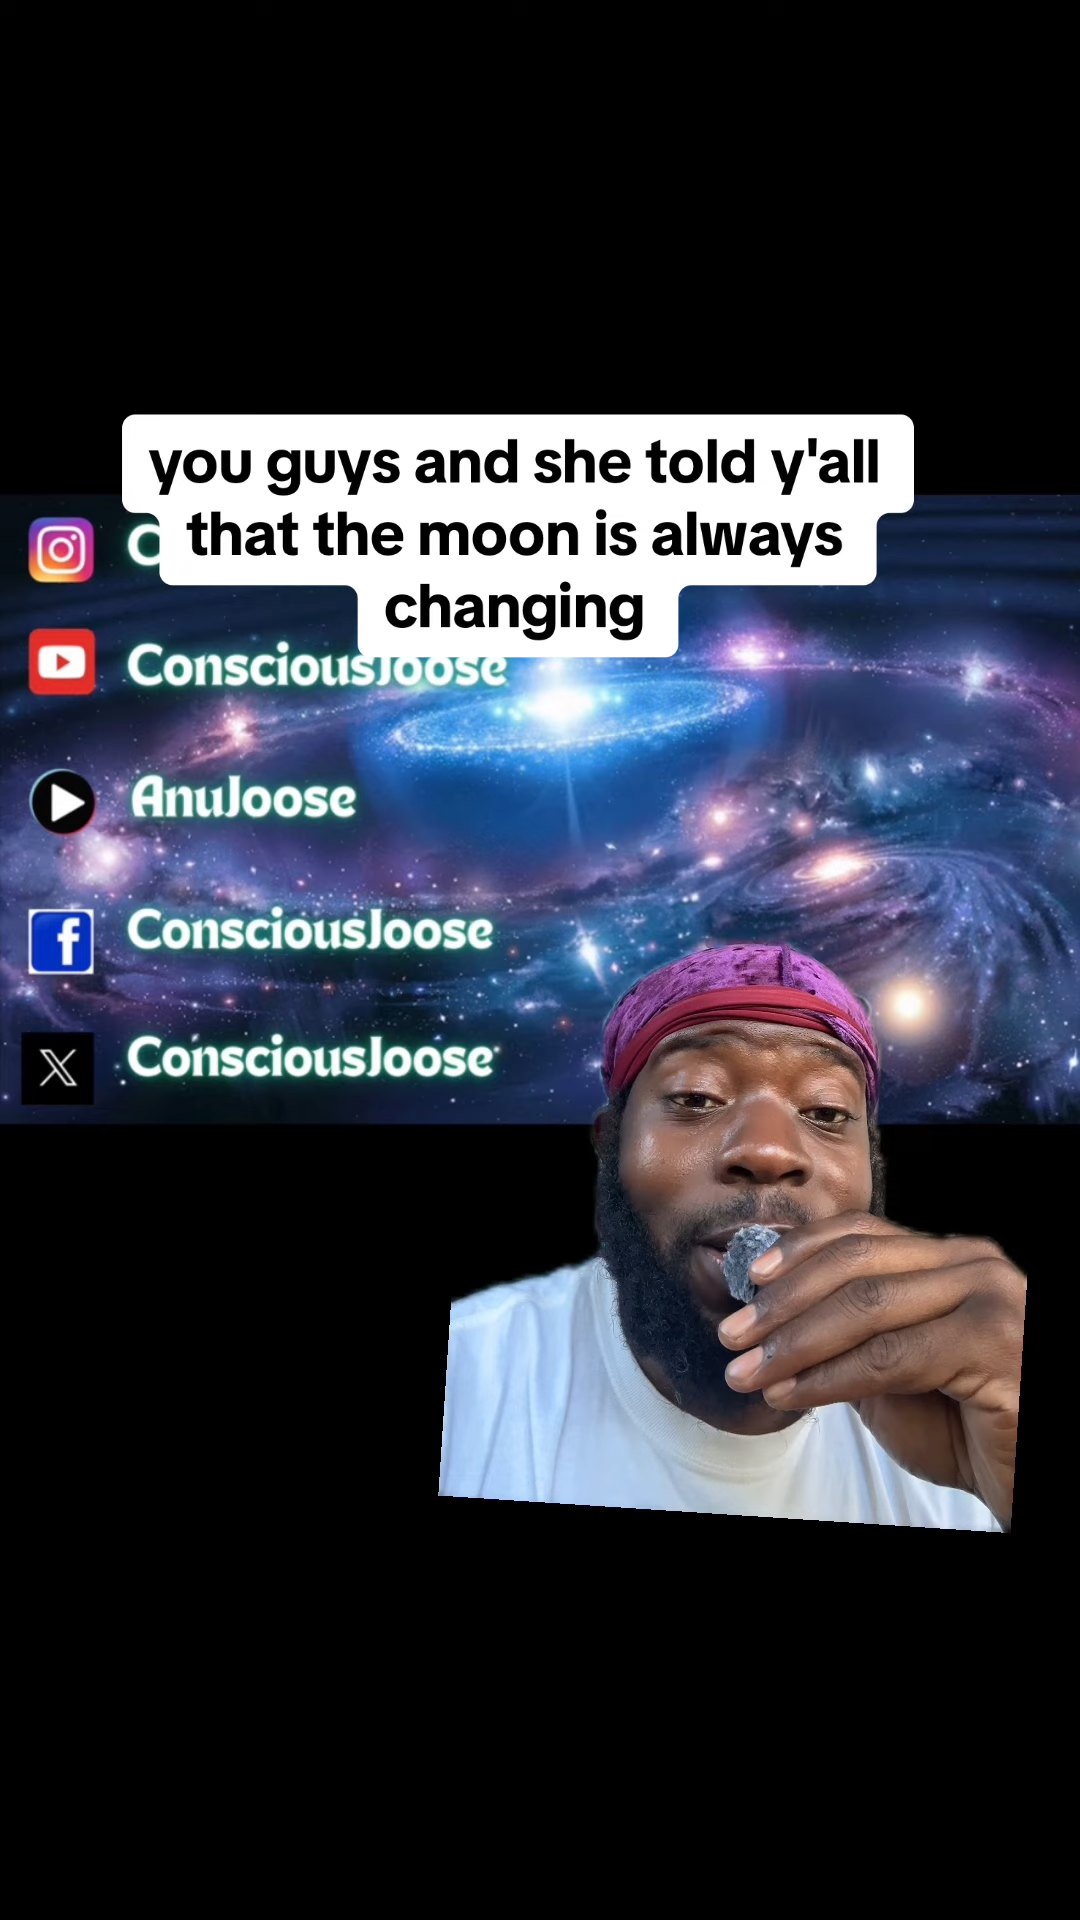 you guys and she told y'all
that the moon is always
changing
ConsciousJoose
AnuJoose
ConsciousJoose
ConsciousJoose